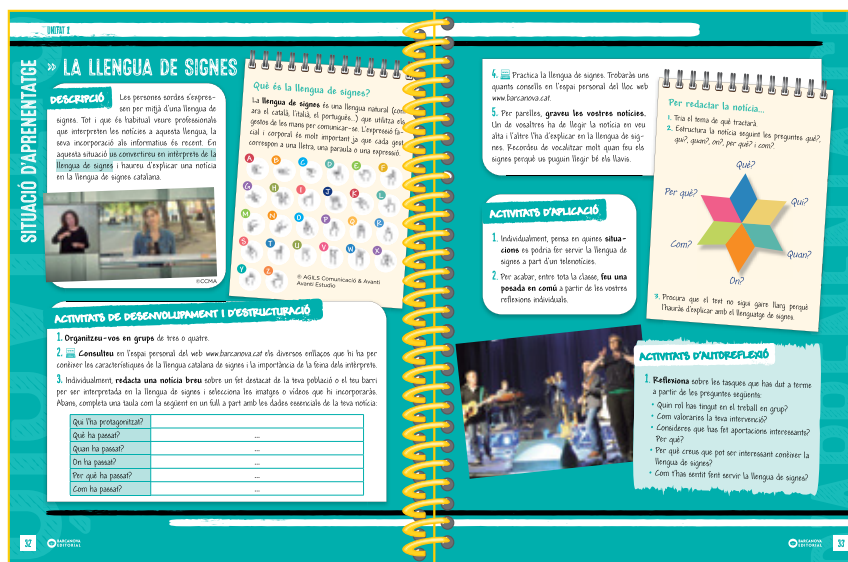 UNITAT 2
SITUACIÓ D'APRENENTATGE
» LA LLENGUA DE SIGNES
DESCRIPCIÓ
Les persones sordes s'expres-
sen per mitjà d'una llengua de
signes. Tot i que és habitual veure professionals
que interpreten les notícies a aquesta llengua, la
seva incorporació als informatius és recent. En
aquesta situació us convertireu en intèrprets de la
llengua de signes i haureu d'explicar una notícia
en la llengua de signes catalana.
©CCMA
Què és la llengua de signes?
La llengua de signes és una llengua natural (com
ara el català, l'italià, el portuguès...) que utilitza els
gestos de les mans per comunicar-se. L'expressió fa-
cial i corporal és molt important ja que cada gest
correspon a una lletra, una paraula o una expressió.
A B C D E F
G H I J K L
M N O P Q R
S T U V W X
Y Z
© AGILS Comunicació & Avanti
Avanti Estudio
ACTIVITATS DE DESENVOLUPAMENT I D'ESTRUCTURACIÓ
1. Organitzeu-vos en grups de tres o quatre.
2. Consulteu en l'espai personal del web www.barcanova.cat els diversos enllaços que hi ha per
conèixer les característiques de la llengua catalana de signes i la importància de la feina dels intèrprets.
3. Individualment, redacta una notícia breu sobre un fet destacat de la teva població o el teu barri
per ser interpretada en la llengua de signes i selecciona les imatges o vídeos que hi incorporaràs.
Abans, completa una taula com la següent en un full a part amb les dades essencials de la teva notícia:
Qui l'ha protagonitzat?
Què ha passat? ...
Quan ha passat? ...
On ha passat? ...
Per què ha passat? ...
Com ha passat? ...
32 BARCANOVA
EDITORIAL
4. Practica la llengua de signes. Trobaràs uns
quants consells en l'espai personal del lloc web
www.barcanova.cat.
5. Per parelles, graveu les vostres notícies.
Un de vosaltres ha de llegir la notícia en veu
alta i l'altre l'ha d'explicar en la llengua de sig-
nes. Recordeu de vocalitzar molt quan feu els
signes perquè us puguin llegir bé els llavis.
Per redactar la notícia...
1. Tria el tema de què tractarà.
2. Estructura la notícia seguint les preguntes què?,
qui?, quan?, on?, per què? i com?.
Què?
Qui?
Quan?
On?
Com?
Per què?
3. Procura que el text no sigui gaire llarg perquè
l'hauràs d'explicar amb el llenguatge de signes.
ACTIVITATS D'APLICACIÓ
1. Individualment, pensa en quines situa-
cions es podria fer servir la llengua de
signes a part d'un telenotícies.
2. Per acabar, entre tota la classe, feu una
posada en comú a partir de les vostres
reflexions individuals.
ACTIVITATS D'AUTOREFLEXIÓ
1. Reflexiona sobre les tasques que has dut a terme
a partir de les preguntes següents:
• Quin rol has tingut en el treball en grup?
• Com valoraries la teva intervenció?
• Consideres que has fet aportacions interessants?
Per què?
• Per què creus que pot ser interessant conèixer la
llengua de signes?
• Com t'has sentit fent servir la llengua de signes?
BARCANOVA
EDITORIAL 33